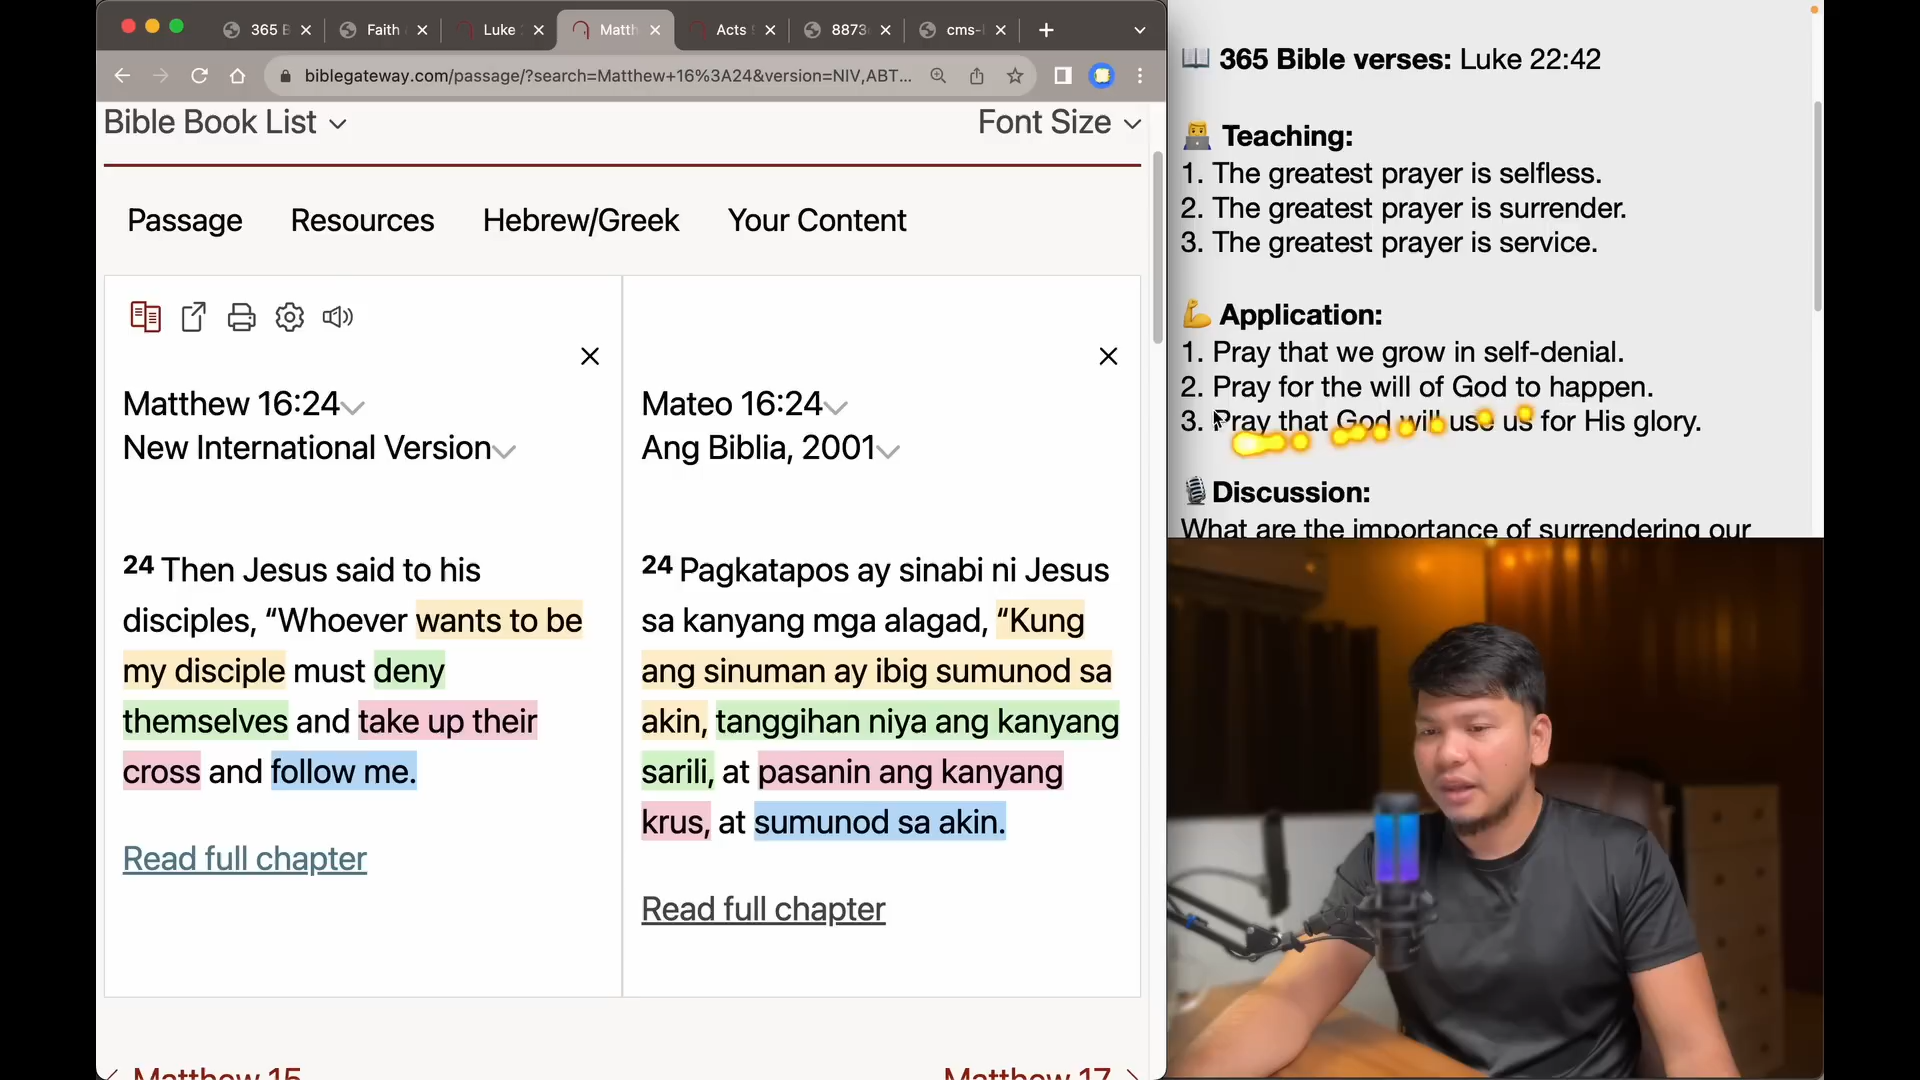 365 B
Faith
Luke
Matth
Acts
8873
cms-
biblegateway.com/passage/?search=Matthew+16%3A24&version=NIV,ABT...
Bible Book List
Font Size
Passage
Resources
Hebrew/Greek
Your Content
Matthew 16:24
New International Version
24 Then Jesus said to his
disciples, “Whoever wants to be
my disciple must deny
themselves and take up their
cross and follow me.
Read full chapter
Mateo 16:24
Ang Biblia, 2001
24 Pagkatapos ay sinabi ni Jesus
sa kanyang mga alagad, “Kung
ang sinuman ay ibig sumunod sa
akin, tanggihan niya ang kanyang
sarili, at pasanin ang kanyang
krus, at sumunod sa akin.
Read full chapter
Matthew 15
Matthew 17
365 Bible verses: Luke 22:42
Teaching:
1. The greatest prayer is selfless.
2. The greatest prayer is surrender.
3. The greatest prayer is service.
Application:
1. Pray that we grow in self-denial.
2. Pray for the will of God to happen.
3. Pray that God will use us for His glory.
Discussion:
What are the importance of surrendering our